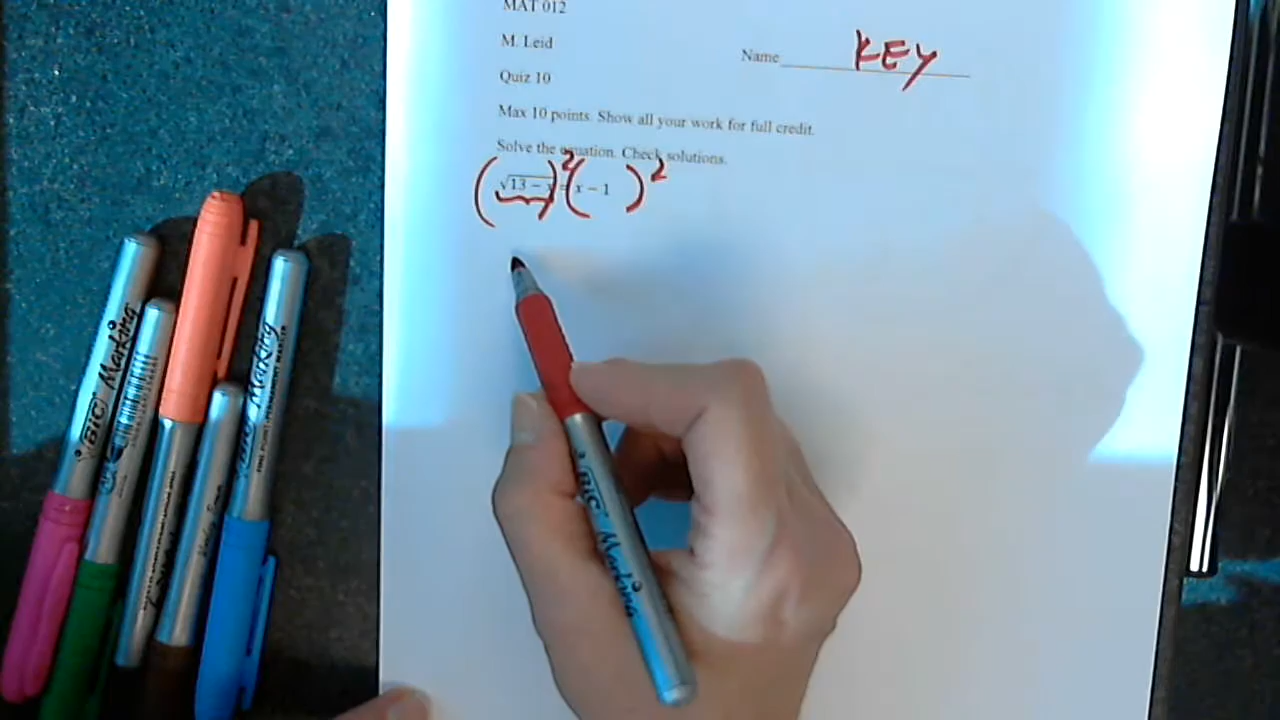 MAT 012
M. Leid
Name KEY
Quiz 10
Max 10 points. Show all your work for full credit.
Solve the equation. Check solutions.
(√13 − x)² = (x − 1)²
BIC Marking
BIC Marking
Marking
BIC Marking